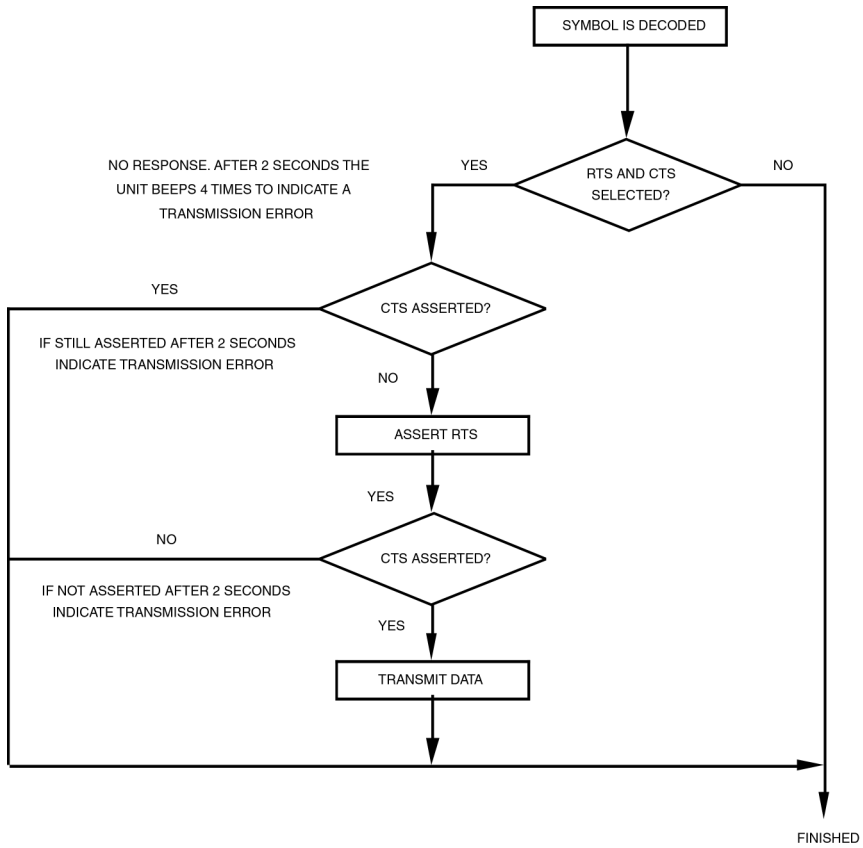 SYMBOL IS DECODED
NO RESPONSE. AFTER 2 SECONDS THE
UNIT BEEPS 4 TIMES TO INDICATE A
TRANSMISSION ERROR
YES
RTS AND CTS
SELECTED?
NO
YES
CTS ASSERTED?
IF STILL ASSERTED AFTER 2 SECONDS
INDICATE TRANSMISSION ERROR
NO
ASSERT RTS
YES
NO
CTS ASSERTED?
IF NOT ASSERTED AFTER 2 SECONDS
INDICATE TRANSMISSION ERROR
YES
TRANSMIT DATA
FINISHED